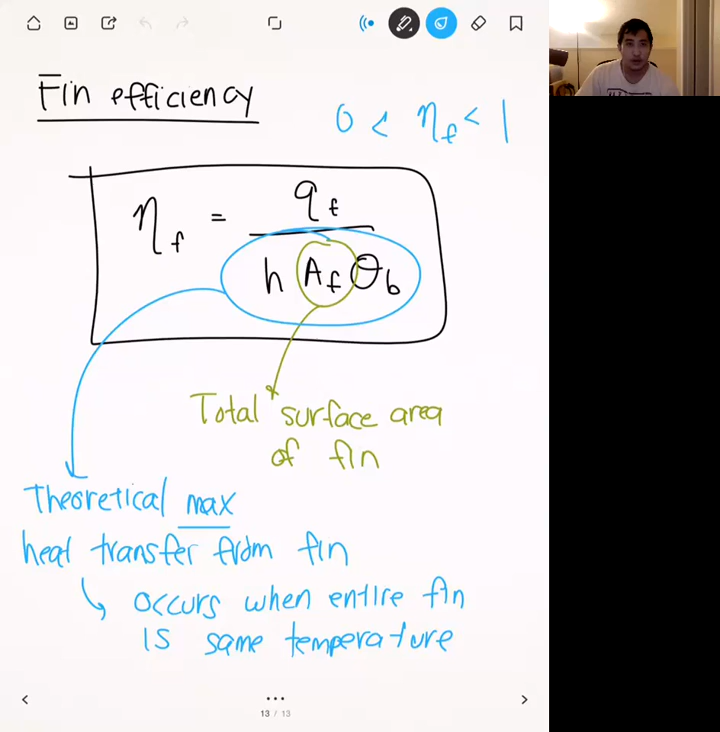 Fin efficiency
0 < ηf < 1
ηf = qf / h Af Θb
Total surface area
of fin
Theoretical max
heat transfer from fin
occurs when entire fin
is same temperature
13 / 13